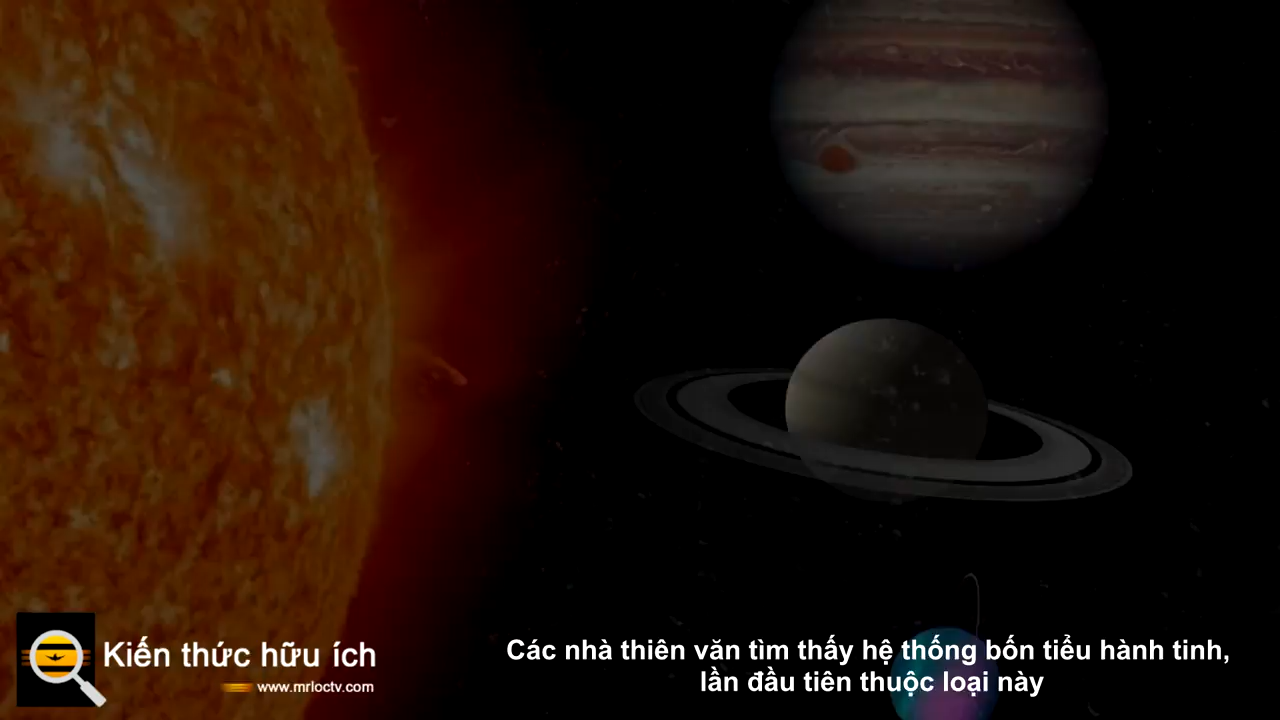 Kiến thức hữu ích
www.mrloctv.com
Các nhà thiên văn tìm thấy hệ thống bốn tiểu hành tinh,
lần đầu tiên thuộc loại này